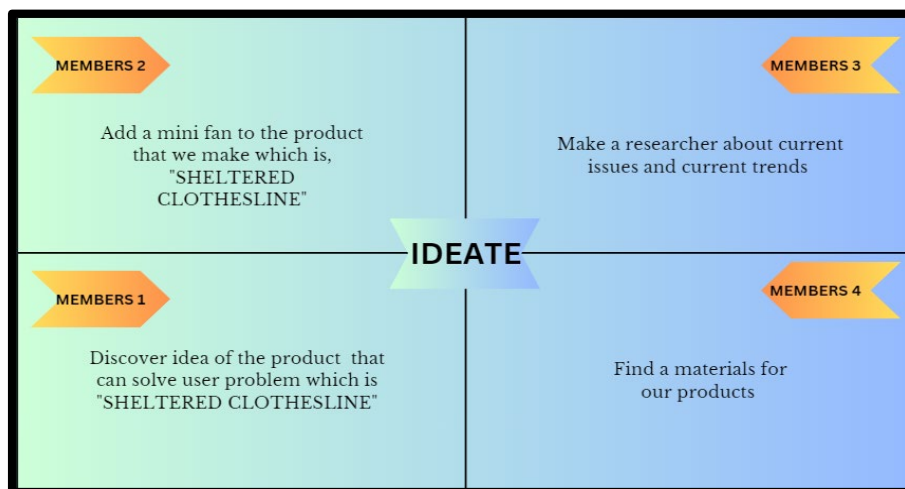 MEMBERS 2
Add a mini fan to the product
that we make which is,
"SHELTERED
CLOTHESLINE"
MEMBERS 3
Make a researcher about current
issues and current trends
IDEATE
MEMBERS 1
Discover idea of the product that
can solve user problem which is
"SHELTERED CLOTHESLINE"
MEMBERS 4
Find a materials for
our products